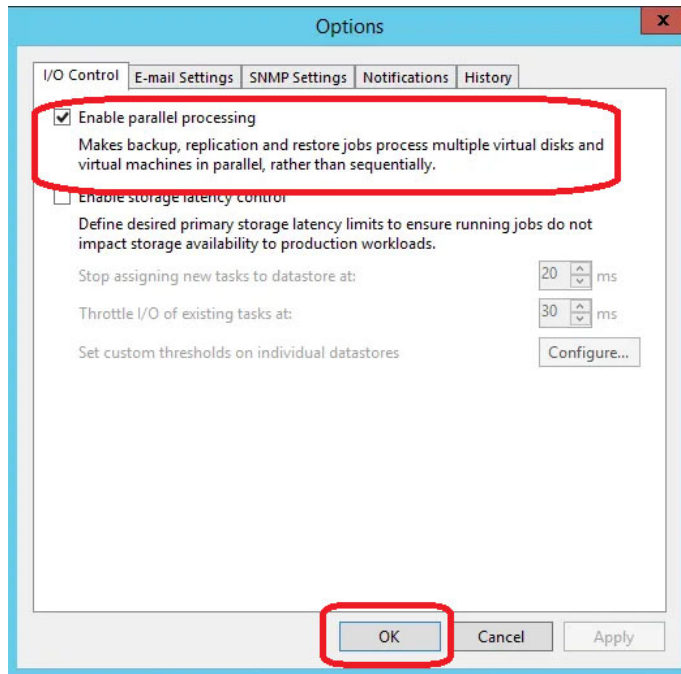 Options
x
I/O Control E-mail Settings SNMP Settings Notifications History
Enable parallel processing
Makes backup, replication and restore jobs process multiple virtual disks and
virtual machines in parallel, rather than sequentially.
Enable storage latency control
Define desired primary storage latency limits to ensure running jobs do not
impact storage availability to production workloads.
Stop assigning new tasks to datastore at: 20 ms
Throttle I/O of existing tasks at: 30 ms
Set custom thresholds on individual datastores Configure...
OK Cancel Apply